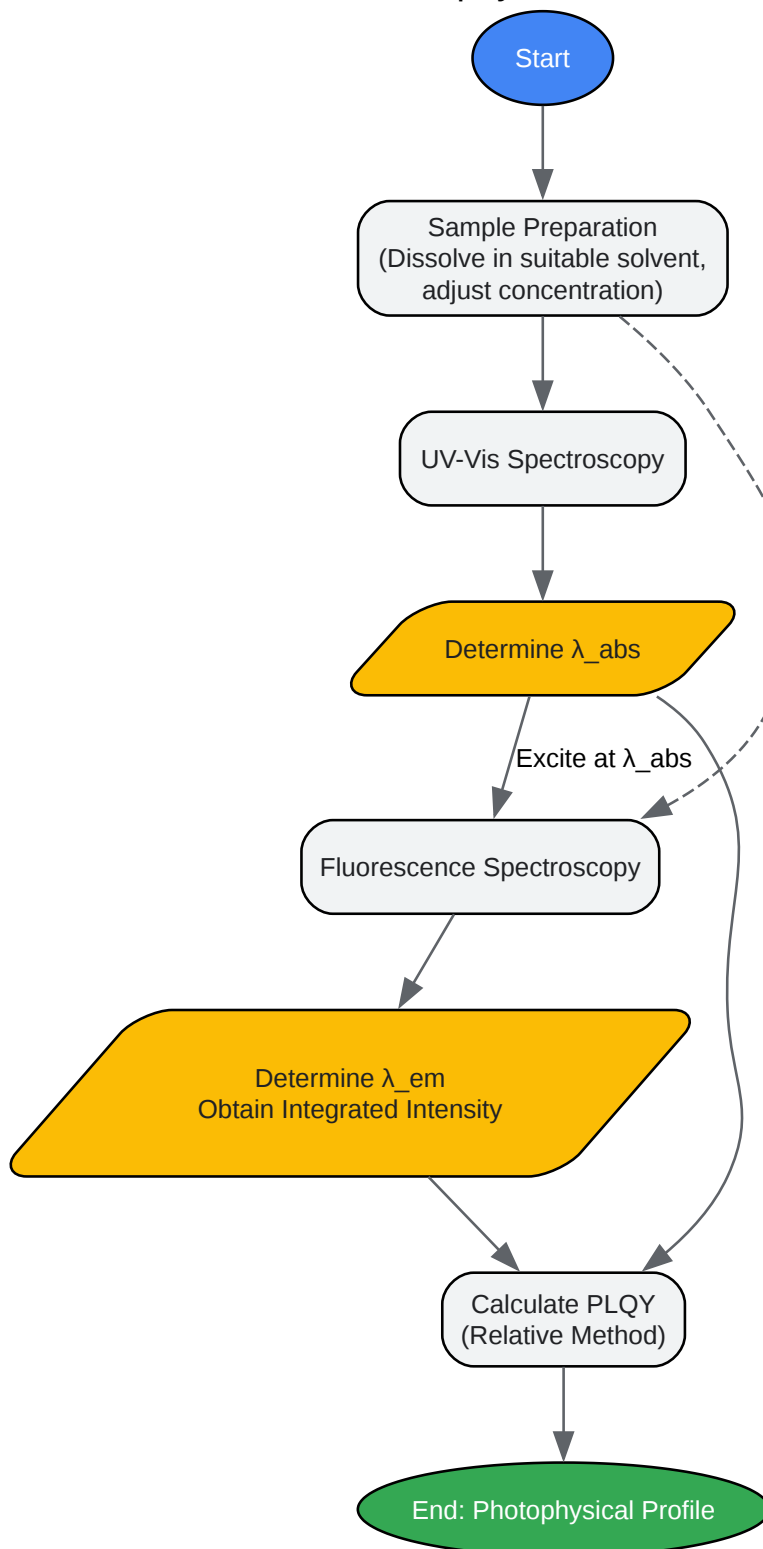 Start
Sample Preparation
(Dissolve in suitable solvent,
adjust concentration)
UV-Vis Spectroscopy
Determine λ_abs
Excite at λ_abs
Fluorescence Spectroscopy
Determine λ_em
Obtain Integrated Intensity
Calculate PLQY
(Relative Method)
End: Photophysical Profile